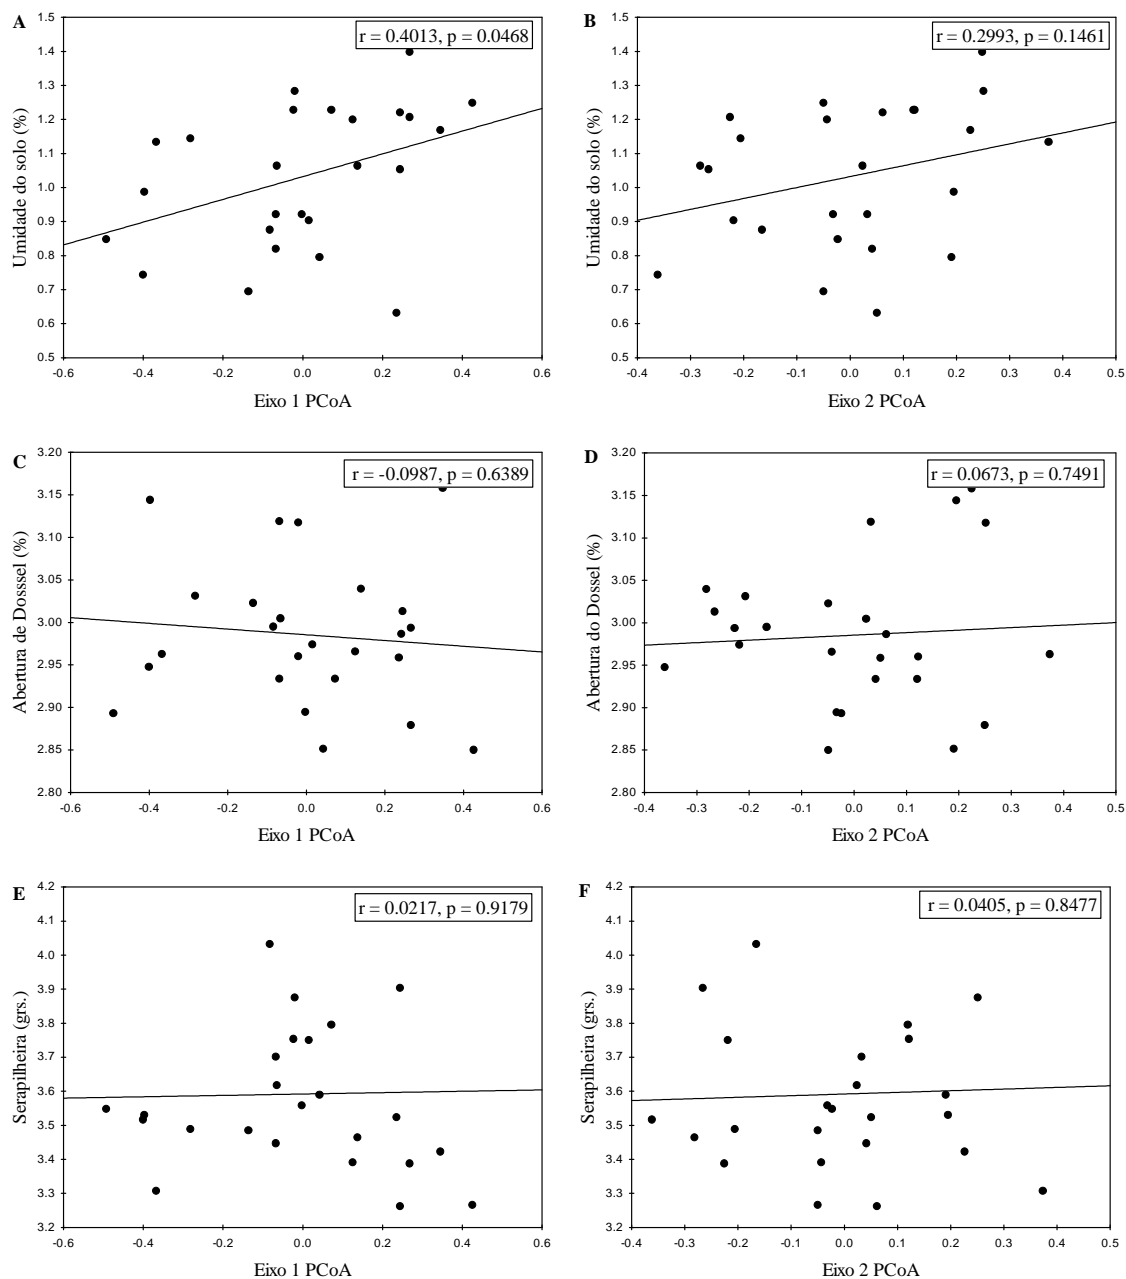 A
r = 0.4013, p = 0.0468
Umidade do solo (%)
1.5
1.4
1.3
1.2
1.1
1.0
0.9
0.8
0.7
0.6
0.5
-0.6 -0.4 -0.2 0.0 0.2 0.4 0.6
Eixo 1 PCoA
B
r = 0.2993, p = 0.1461
Umidade do solo (%)
1.5
1.4
1.3
1.2
1.1
1.0
0.9
0.8
0.7
0.6
0.5
-0.4 -0.3 -0.2 -0.1 0.0 0.1 0.2 0.3 0.4 0.5
Eixo 2 PCoA
C
r = -0.0987, p = 0.6389
Abertura de Dosssel (%)
3.20
3.15
3.10
3.05
3.00
2.95
2.90
2.85
2.80
-0.6 -0.4 -0.2 0.0 0.2 0.4 0.6
Eixo 1 PCoA
D
r = 0.0673, p = 0.7491
Abertura do Dossel (%)
3.20
3.15
3.10
3.05
3.00
2.95
2.90
2.85
2.80
-0.4 -0.3 -0.2 -0.1 0.0 0.1 0.2 0.3 0.4 0.5
Eixo 2 PCoA
E
r = 0.0217, p = 0.9179
Serapilheira (grs.)
4.2
4.1
4.0
3.9
3.8
3.7
3.6
3.5
3.4
3.3
3.2
-0.6 -0.4 -0.2 0.0 0.2 0.4 0.6
Eixo 1 PCoA
F
r = 0.0405, p = 0.8477
Serapilheira (grs.)
4.2
4.1
4.0
3.9
3.8
3.7
3.6
3.5
3.4
3.3
3.2
-0.4 -0.3 -0.2 -0.1 0.0 0.1 0.2 0.3 0.4 0.5
Eixo 2 PCoA